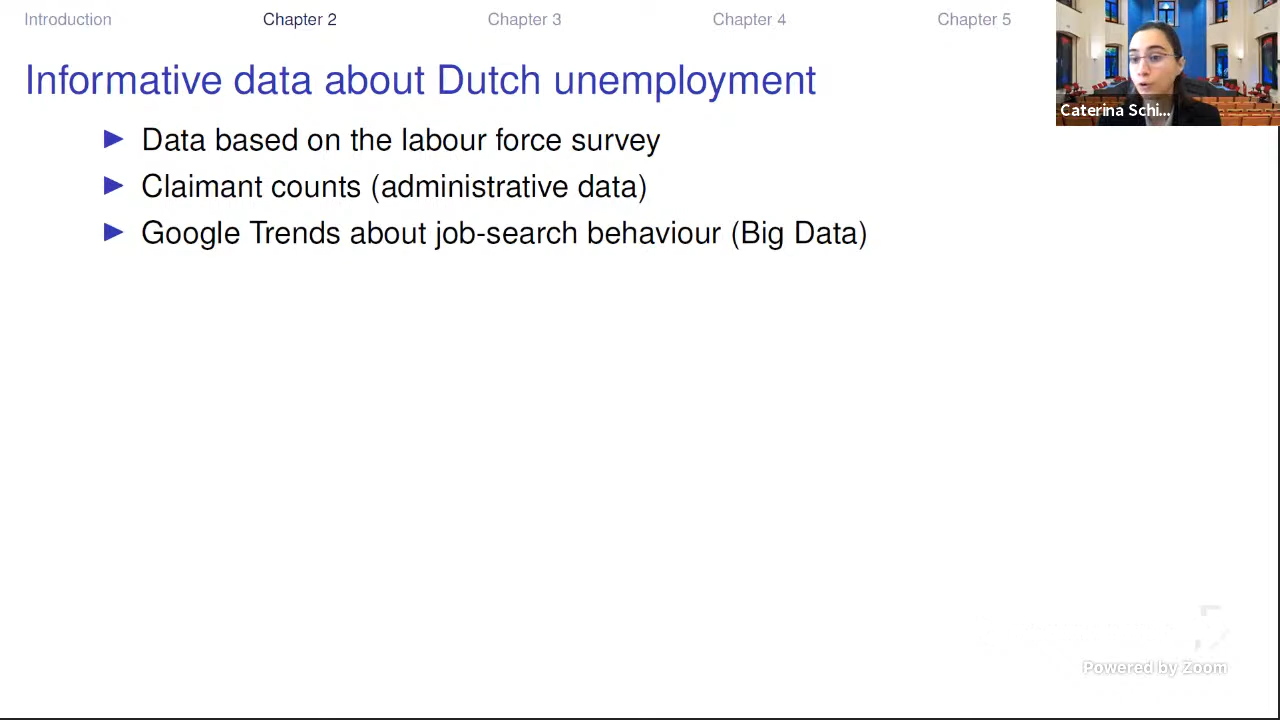 Introduction Chapter 2 Chapter 3 Chapter 4 Chapter 5
Informative data about Dutch unemployment
Caterina Schi...
▶ Data based on the labour force survey
▶ Claimant counts (administrative data)
▶ Google Trends about job-search behaviour (Big Data)
Powered by Zoom